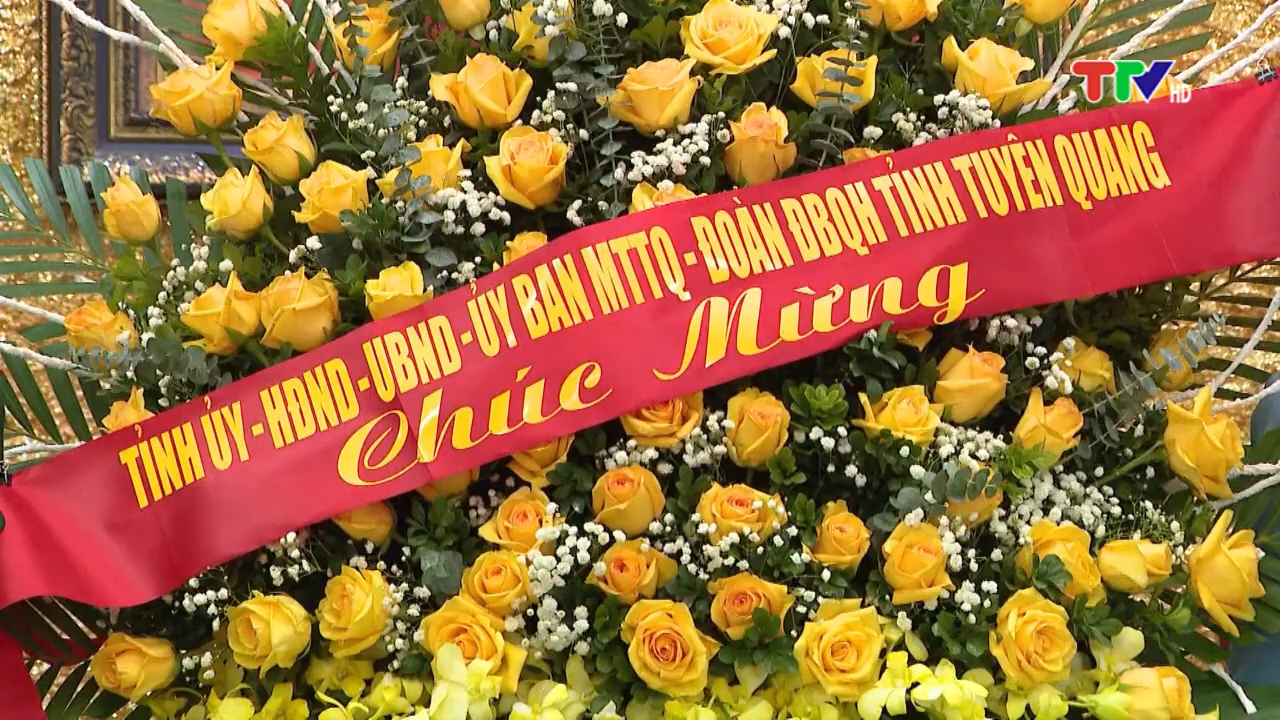 TTV HD
TỈNH ỦY - HĐND - UBND - ỦY BAN MTTQ - ĐOÀN ĐBQH TỈNH TUYÊN QUANG
Chúc Mừng